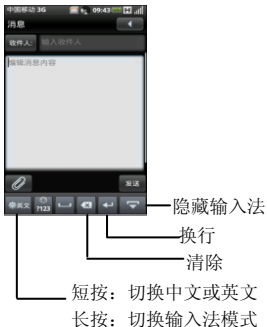 中国移动 3G 09:43
消息
收件人: 输入收件人
编辑消息内容
发送
中英文 ?123
隐藏输入法
换行
清除
短按：切换中文或英文
长按：切换输入法模式